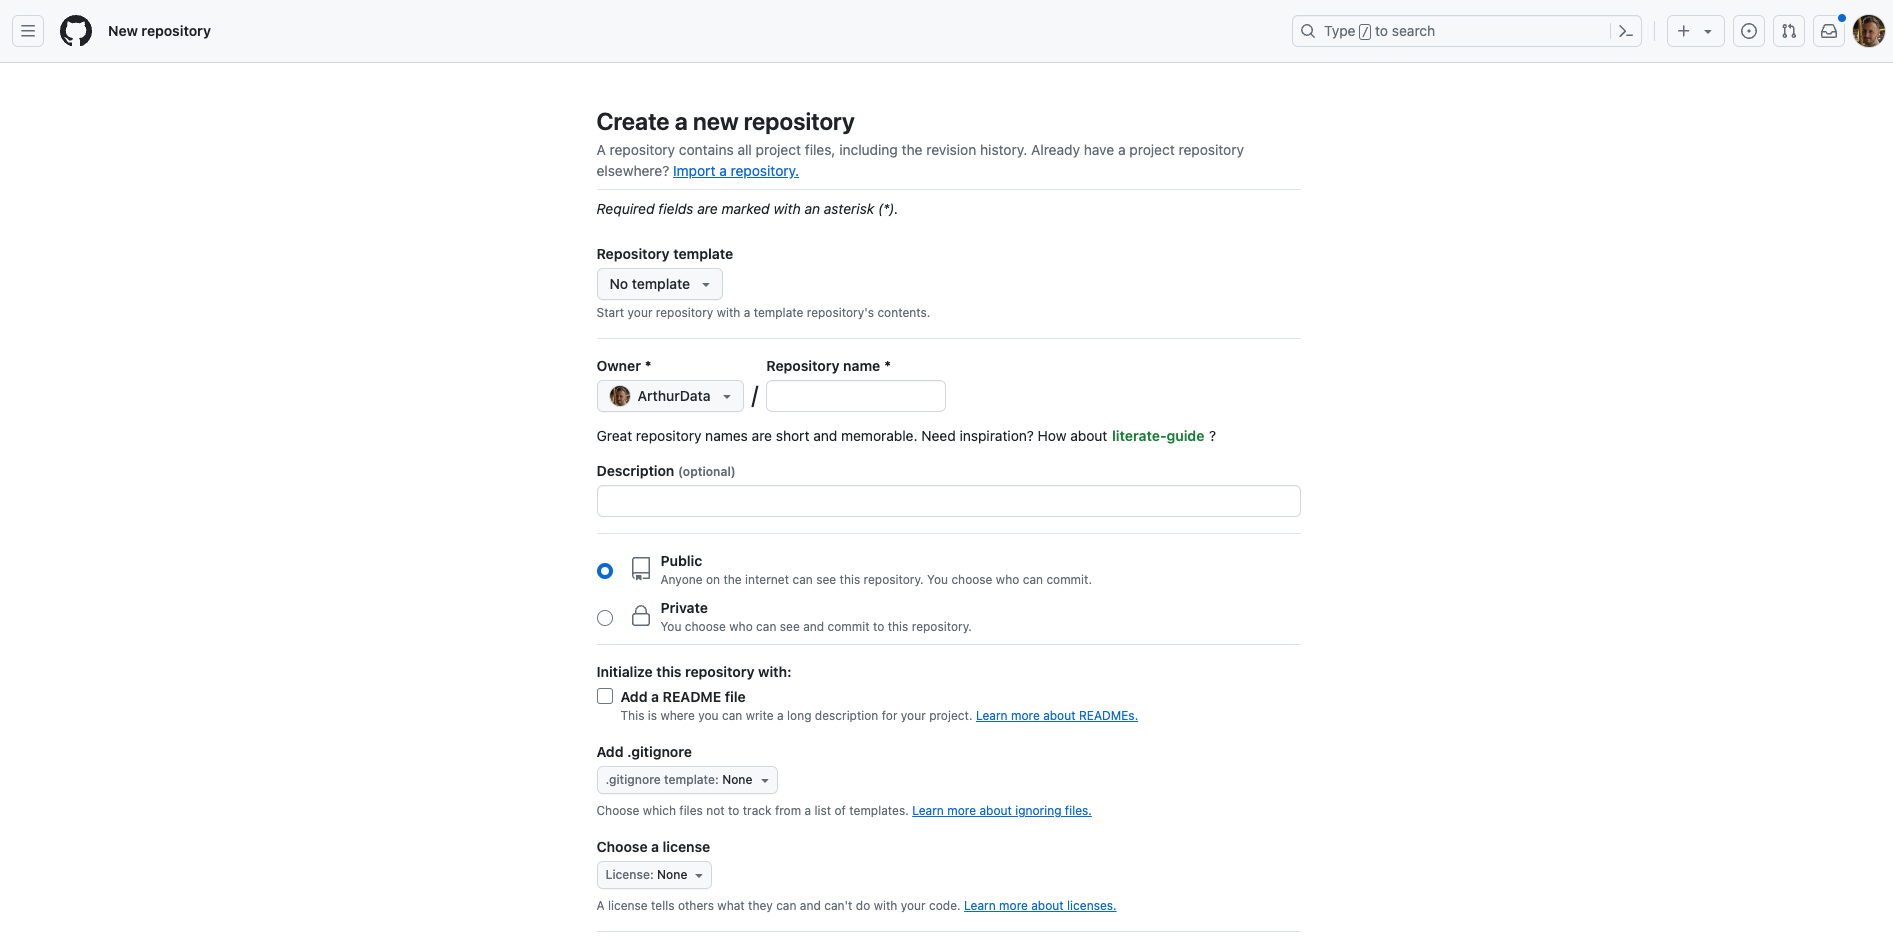 New repository
Type / to search
Create a new repository
A repository contains all project files, including the revision history. Already have a project repository
elsewhere? Import a repository.
Required fields are marked with an asterisk (*).
Repository template
No template
Start your repository with a template repository's contents.
Owner * Repository name *
ArthurData /
Great repository names are short and memorable. Need inspiration? How about literate-guide ?
Description (optional)
Public
Anyone on the internet can see this repository. You choose who can commit.
Private
You choose who can see and commit to this repository.
Initialize this repository with:
Add a README file
This is where you can write a long description for your project. Learn more about READMEs.
Add .gitignore
.gitignore template: None
Choose which files not to track from a list of templates. Learn more about ignoring files.
Choose a license
License: None
A license tells others what they can and can't do with your code. Learn more about licenses.